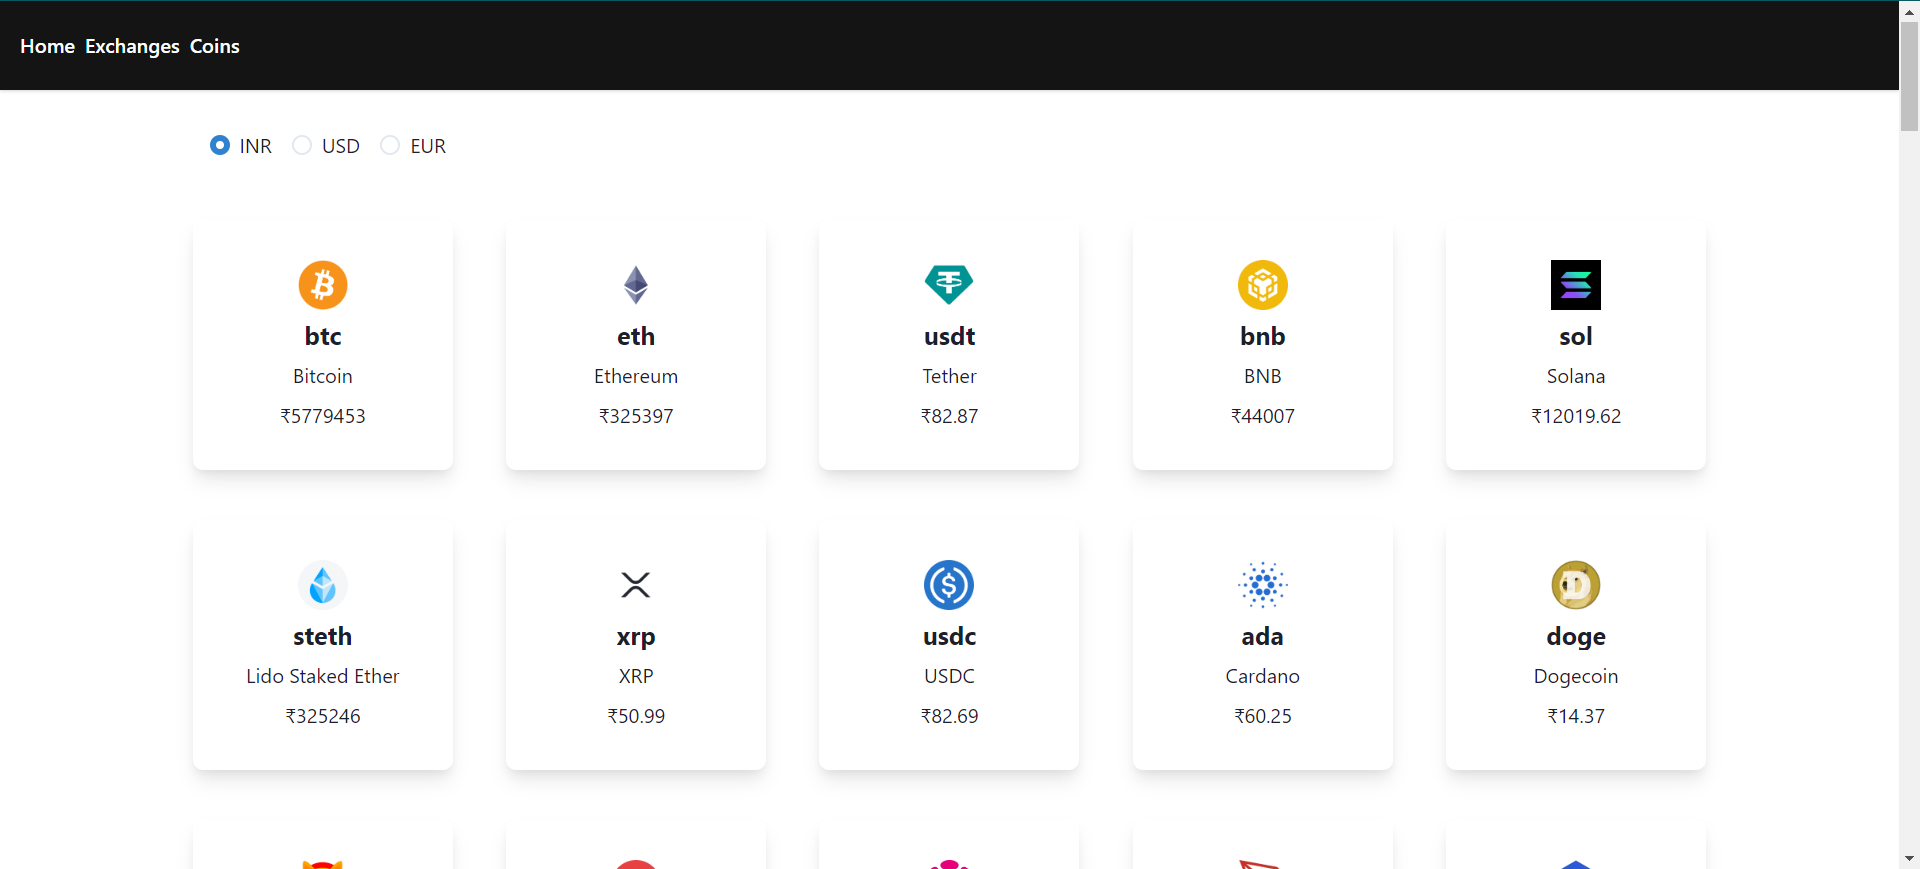 Home Exchanges Coins
INR USD EUR
btc eth usdt bnb sol
Bitcoin Ethereum Tether BNB Solana
₹5779453 ₹325397 ₹82.87 ₹44007 ₹12019.62
steth xrp usdc ada doge
Lido Staked Ether XRP USDC Cardano Dogecoin
₹325246 ₹50.99 ₹82.69 ₹60.25 ₹14.37